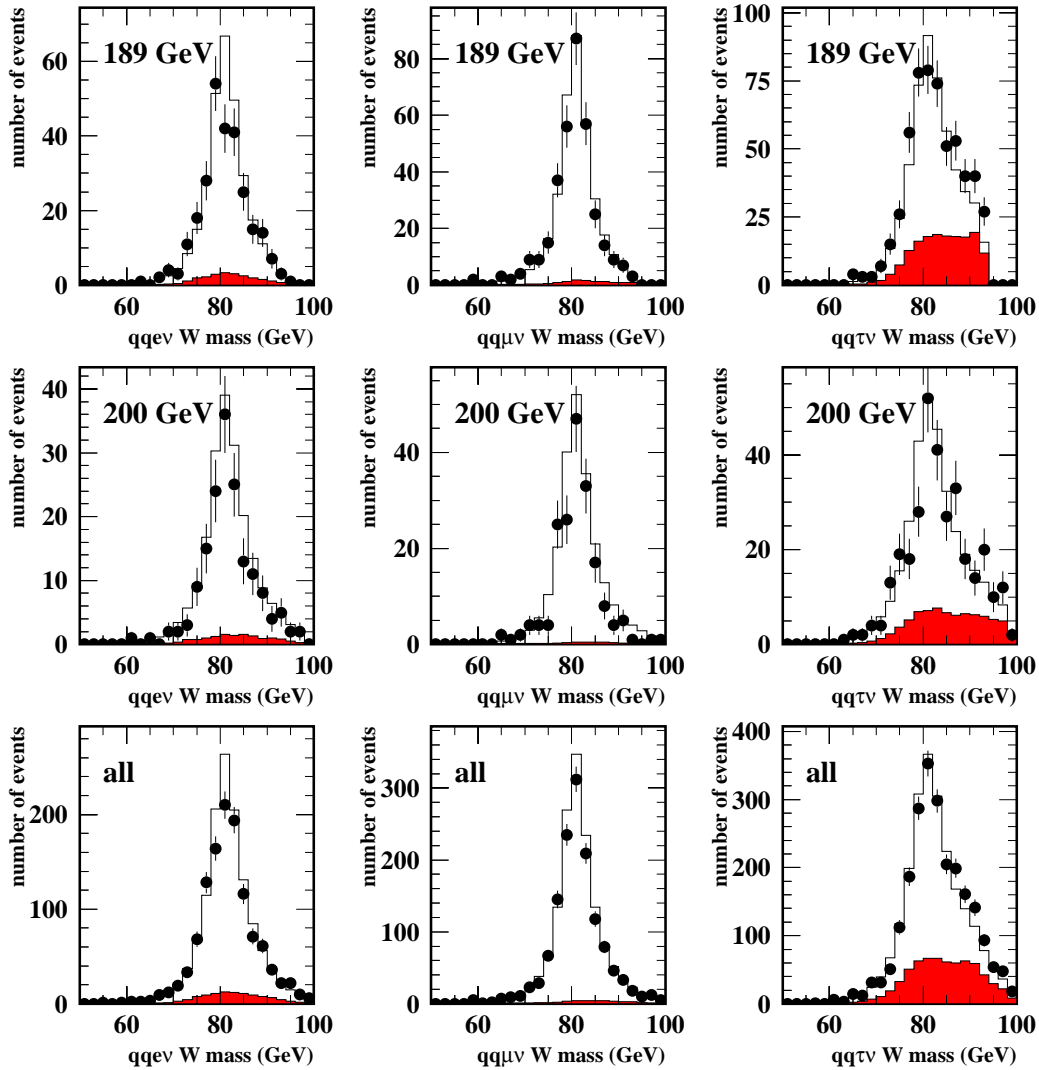 number of events
60
40
20
0
189 GeV
60
80
100
qqeν W mass (GeV)
number of events
80
60
40
20
0
189 GeV
60
80
100
qqμν W mass (GeV)
number of events
100
75
50
25
0
189 GeV
60
80
100
qqτν W mass (GeV)
number of events
40
30
20
10
0
200 GeV
60
80
100
qqeν W mass (GeV)
number of events
40
20
0
200 GeV
60
80
100
qqμν W mass (GeV)
number of events
40
20
0
200 GeV
60
80
100
qqτν W mass (GeV)
number of events
200
100
0
all
60
80
100
qqeν W mass (GeV)
number of events
300
200
100
0
all
60
80
100
qqμν W mass (GeV)
number of events
400
300
200
100
0
all
60
80
100
qqτν W mass (GeV)